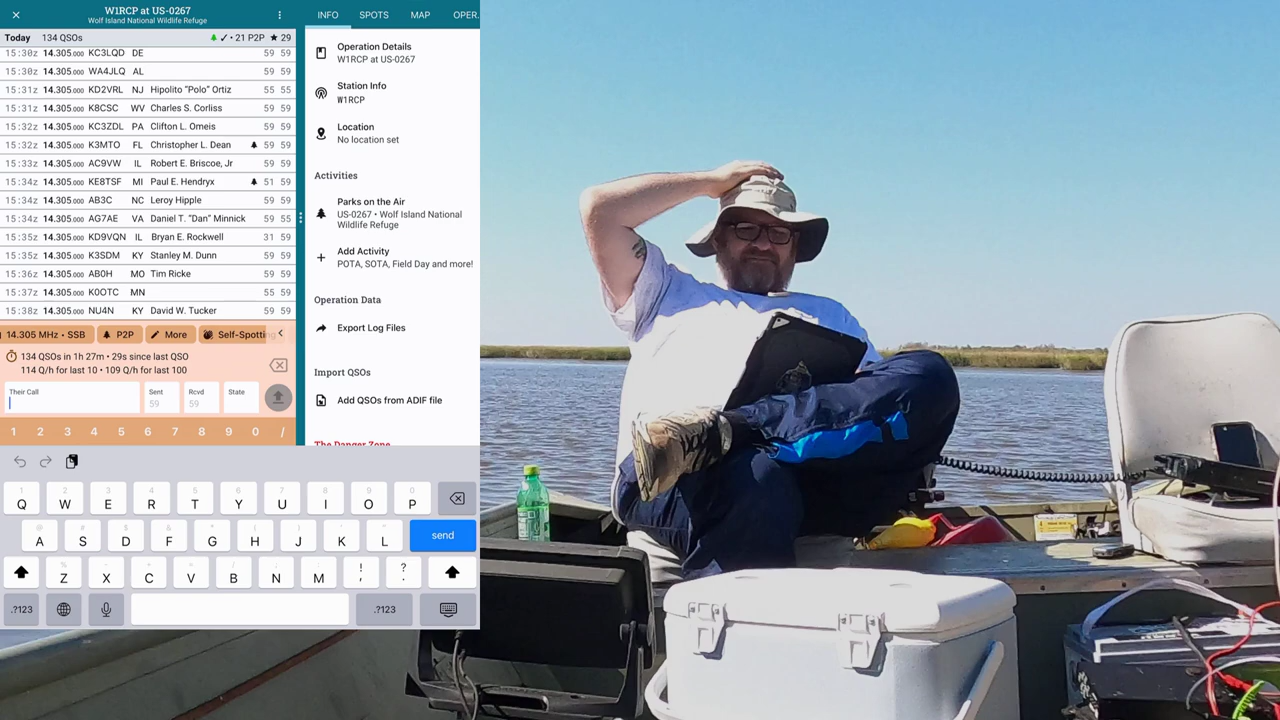 W1RCP at US-0267
Wolf Island National Wildlife Refuge
INFO SPOTS MAP OPER.
Today 134 QSOs ✓ • 21 P2P ★ 29
15:30z 14.305.000 KC3LQD DE 59 59
15:30z 14.305.000 WA4JLQ AL 59 59
15:31z 14.305.000 KD2VRL NJ Hipolito “Polo” Ortiz 55 55
15:31z 14.305.000 K8CSC WV Charles S. Corliss 59 59
15:32z 14.305.000 KC3ZDL PA Clifton L. Omeis 59 59
15:32z 14.305.000 K3MTO FL Christopher L. Dean 59 59
15:33z 14.305.000 AC9VW IL Robert E. Briscoe, Jr 59 59
15:34z 14.305.000 KE8TSF MI Paul E. Hendryx 51 59
15:34z 14.305.000 AB3C NC Leroy Hipple 59 59
15:34z 14.305.000 AG7AE VA Daniel T. “Dan” Minnick 59 55
15:35z 14.305.000 KD9VQN IL Bryan E. Rockwell 31 59
15:35z 14.305.000 K3SDM KY Stanley M. Dunn 59 59
15:36z 14.305.000 AB0H MO Tim Ricke 59 59
15:37z 14.305.000 K0OTC MN 55 59
15:38z 14.305.000 NU4N KY David W. Tucker 59 59
14.305 MHz • SSB P2P More Self-Spotting
134 QSOs in 1h 27m • 29s since last QSO
114 Q/h for last 10 • 109 Q/h for last 100
Their Call Sent Rcvd State
59 59
1 2 3 4 5 6 7 8 9 0 /
Operation Details
W1RCP at US-0267
Station Info
W1RCP
Location
No location set
Activities
Parks on the Air
US-0267 • Wolf Island National
Wildlife Refuge
Add Activity
POTA, SOTA, Field Day and more!
Operation Data
Export Log Files
Import QSOs
Add QSOs from ADIF file
The Danger Zone
1 2 3 4 5 6 7 8 9 0
Q W E R T Y U I O P
A S D F G H J K L send
Z X C V B N M ! , ? .
.?123 .?123